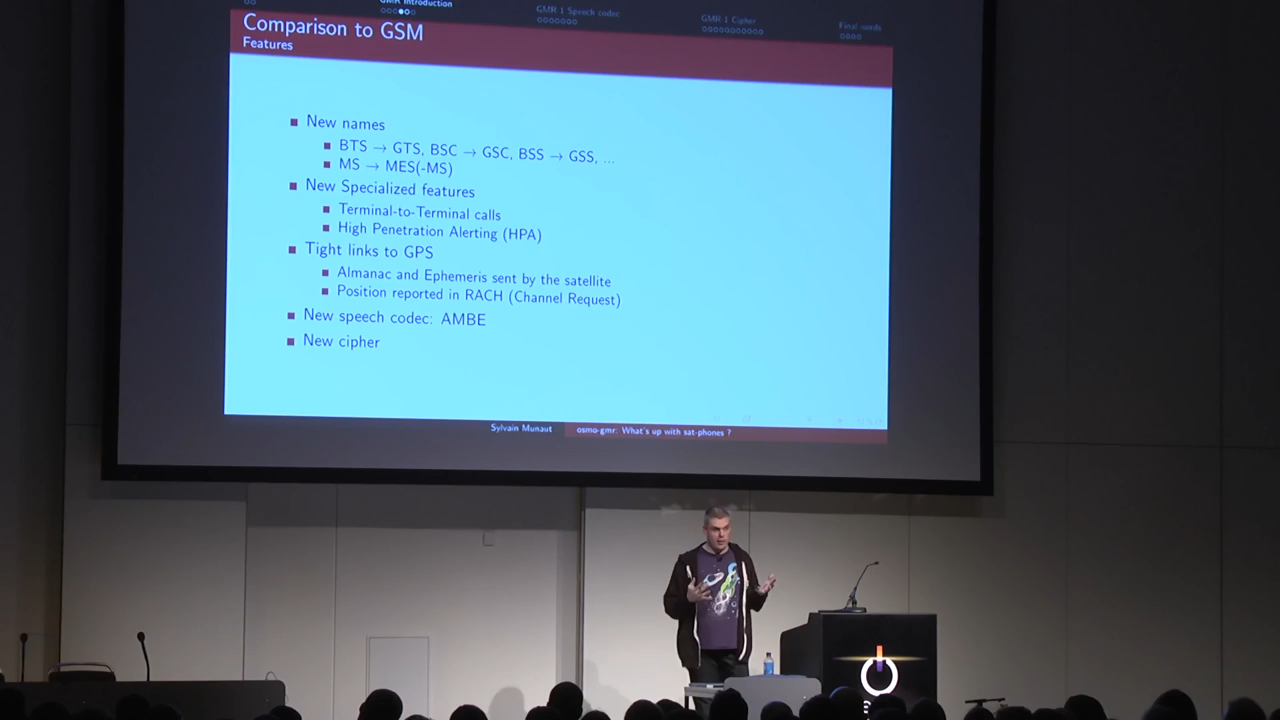 GMR Introduction
GMR-1 Speech codec
GMR-1 Cipher
Final words
Comparison to GSM
Features
New names
BTS → GTS, BSC → GSC, BSS → GSS, ...
MS → MES(-MS)
New Specialized features
Terminal-to-Terminal calls
High Penetration Alerting (HPA)
Tight links to GPS
Almanac and Ephemeris sent by the satellite
Position reported in RACH (Channel Request)
New speech codec: AMBE
New cipher
Sylvain Munaut
osmo-gmr: What's up with sat-phones ?